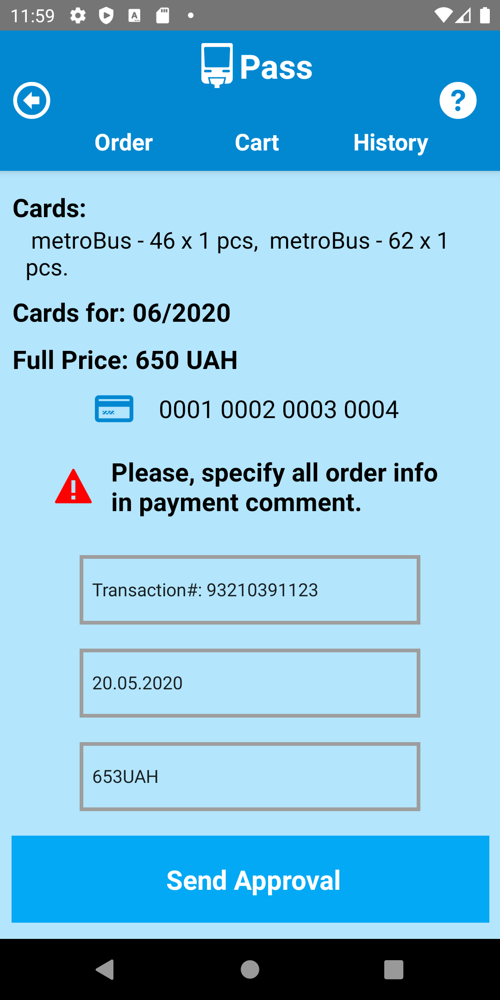 11:59
Pass
Order Cart History
Cards:
metroBus - 46 x 1 pcs,  metroBus - 62 x 1
pcs.
Cards for: 06/2020
Full Price: 650 UAH
0001 0002 0003 0004
Please, specify all order info
in payment comment.
Transaction#: 93210391123
20.05.2020
653UAH
Send Approval